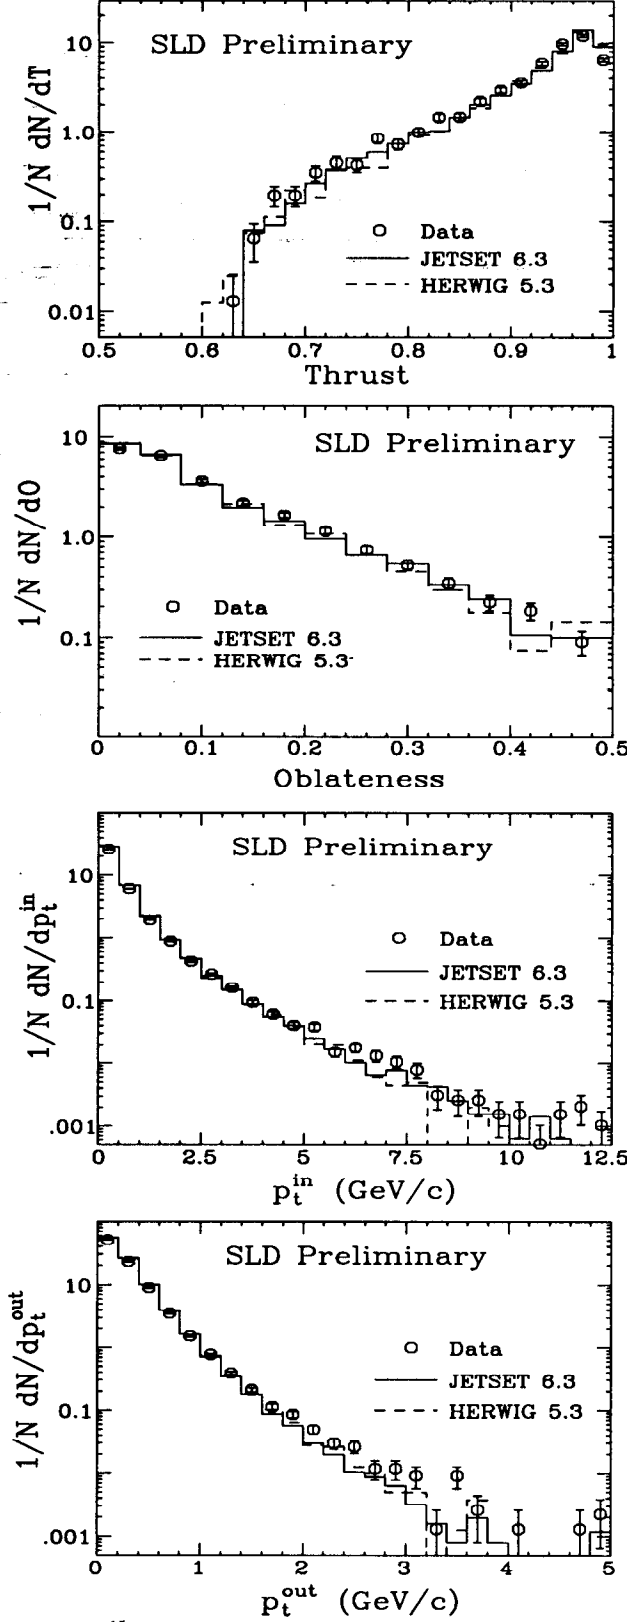 SLD Preliminary
1/N dN/dT
10
1.0
0.1
0.01
Data
JETSET 6.3
HERWIG 5.3
0.5 0.6 0.7 0.8 0.9 1
Thrust
SLD Preliminary
1/N dN/dO
10
1.0
0.1
Data
JETSET 6.3
HERWIG 5.3
0 0.1 0.2 0.3 0.4 0.5
Oblateness
SLD Preliminary
1/N dN/dp_t^in
10
0.1
.001
Data
JETSET 6.3
HERWIG 5.3
0 2.5 5 7.5 10 12.5
p_t^in (GeV/c)
SLD Preliminary
1/N dN/dp_t^out
10
0.1
.001
Data
JETSET 6.3
HERWIG 5.3
0 1 2 3 4 5
p_t^out (GeV/c)